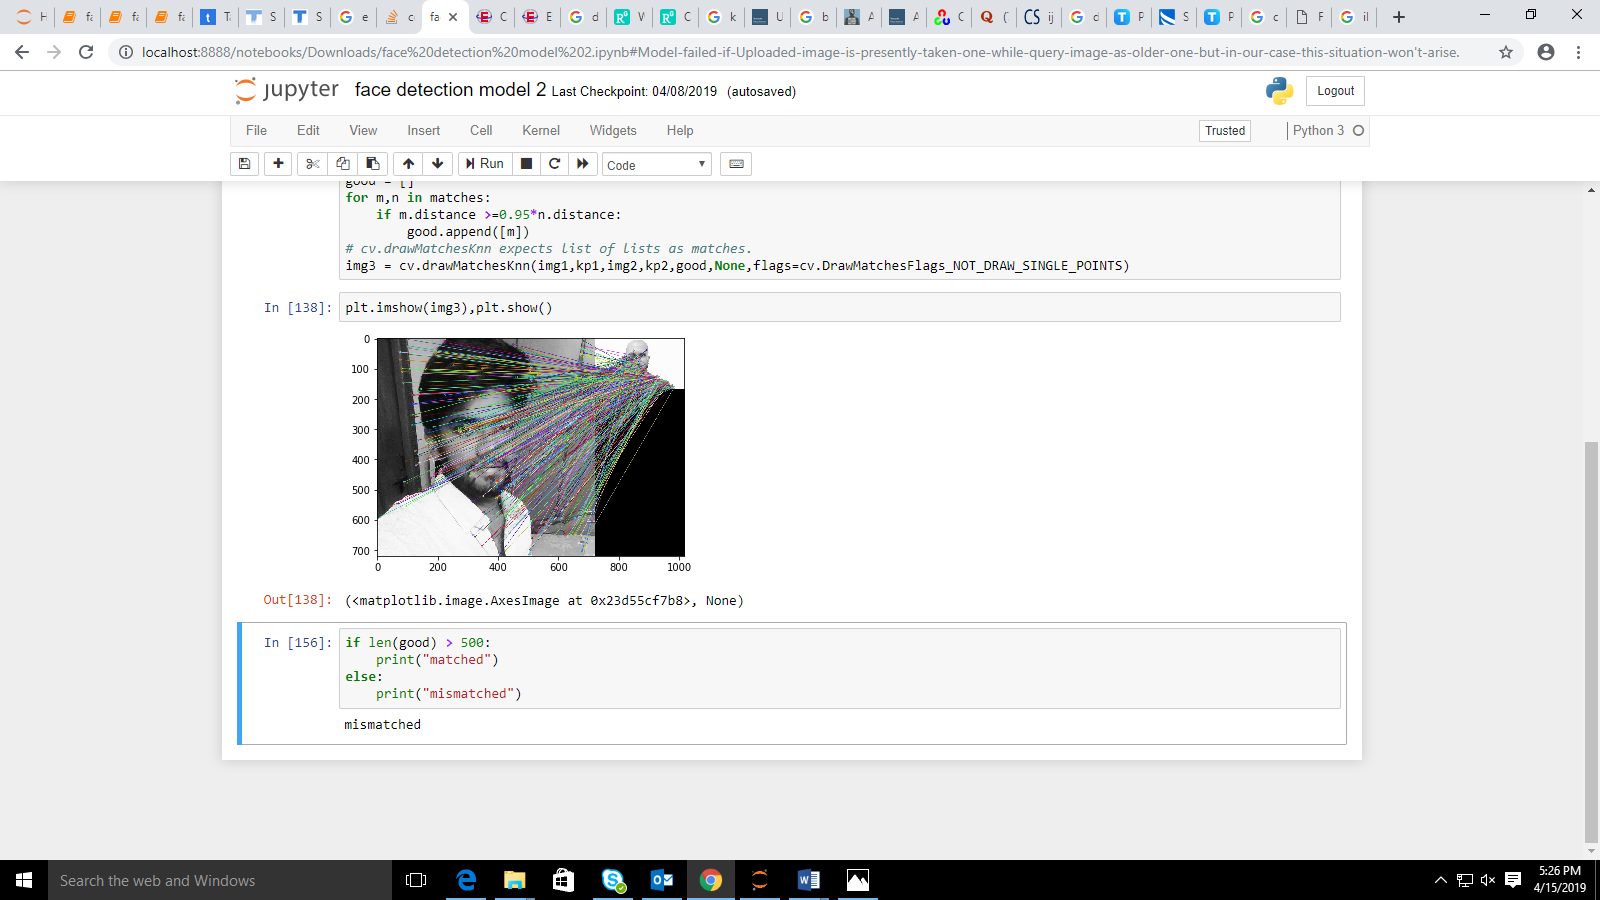 H
fa
fa
fa
T
S
S
e
c
fa
C
E
d
V
C
k
U
b
A
A
C
(
ij
d
P
S
P
c
F
il
localhost:8888/notebooks/Downloads/face%20detection%20model%202.ipynb#Model-failed-if-Uploaded-image-is-presently-taken-one-while-query-image-as-older-one-but-in-our-case-this-situation-won't-arise.
jupyter face detection model 2 Last Checkpoint: 04/08/2019 (autosaved) Logout
File Edit View Insert Cell Kernel Widgets Help Trusted Python 3
Run Code
good = []
for m,n in matches:
if m.distance >=0.95*n.distance:
good.append([m])
# cv.drawMatchesKnn expects list of lists as matches.
img3 = cv.drawMatchesKnn(img1,kp1,img2,kp2,good,None,flags=cv.DrawMatchesFlags_NOT_DRAW_SINGLE_POINTS)
In [138]: plt.imshow(img3),plt.show()
0
100
200
300
400
500
600
700
0 200 400 600 800 1000
Out[138]: (<matplotlib.image.AxesImage at 0x23d55cf7b8>, None)
In [156]: if len(good) > 500:
print("matched")
else:
print("mismatched")
mismatched
Search the web and Windows
5:26 PM
4/15/2019